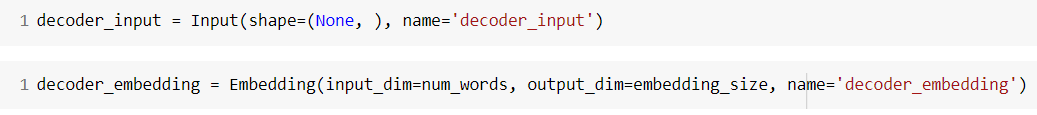 1 decoder_input = Input(shape=(None, ), name='decoder_input')
1 decoder_embedding = Embedding(input_dim=num_words, output_dim=embedding_size, name='decoder_embedding')